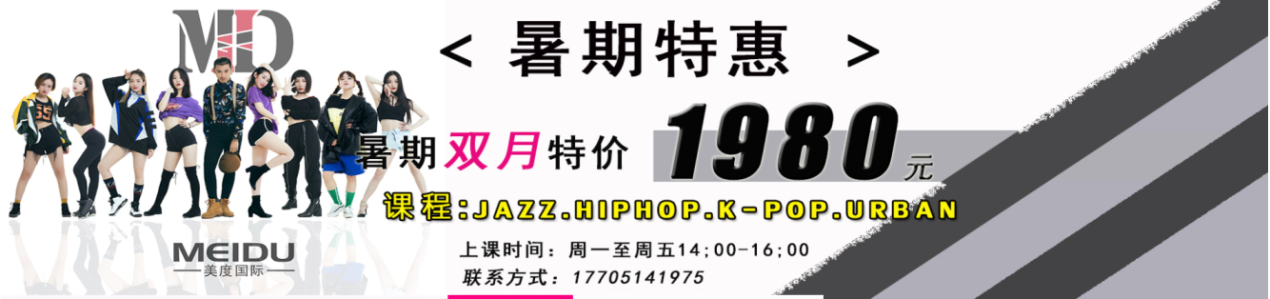 MD
< 暑期特惠 >
暑期双月特价 1980元
课程:JAZZ.HIPHOP.K-POP.URBAN
上课时间：周一至周五14;00-16;00
联系方式：17705141975
MEIDU
美度国际